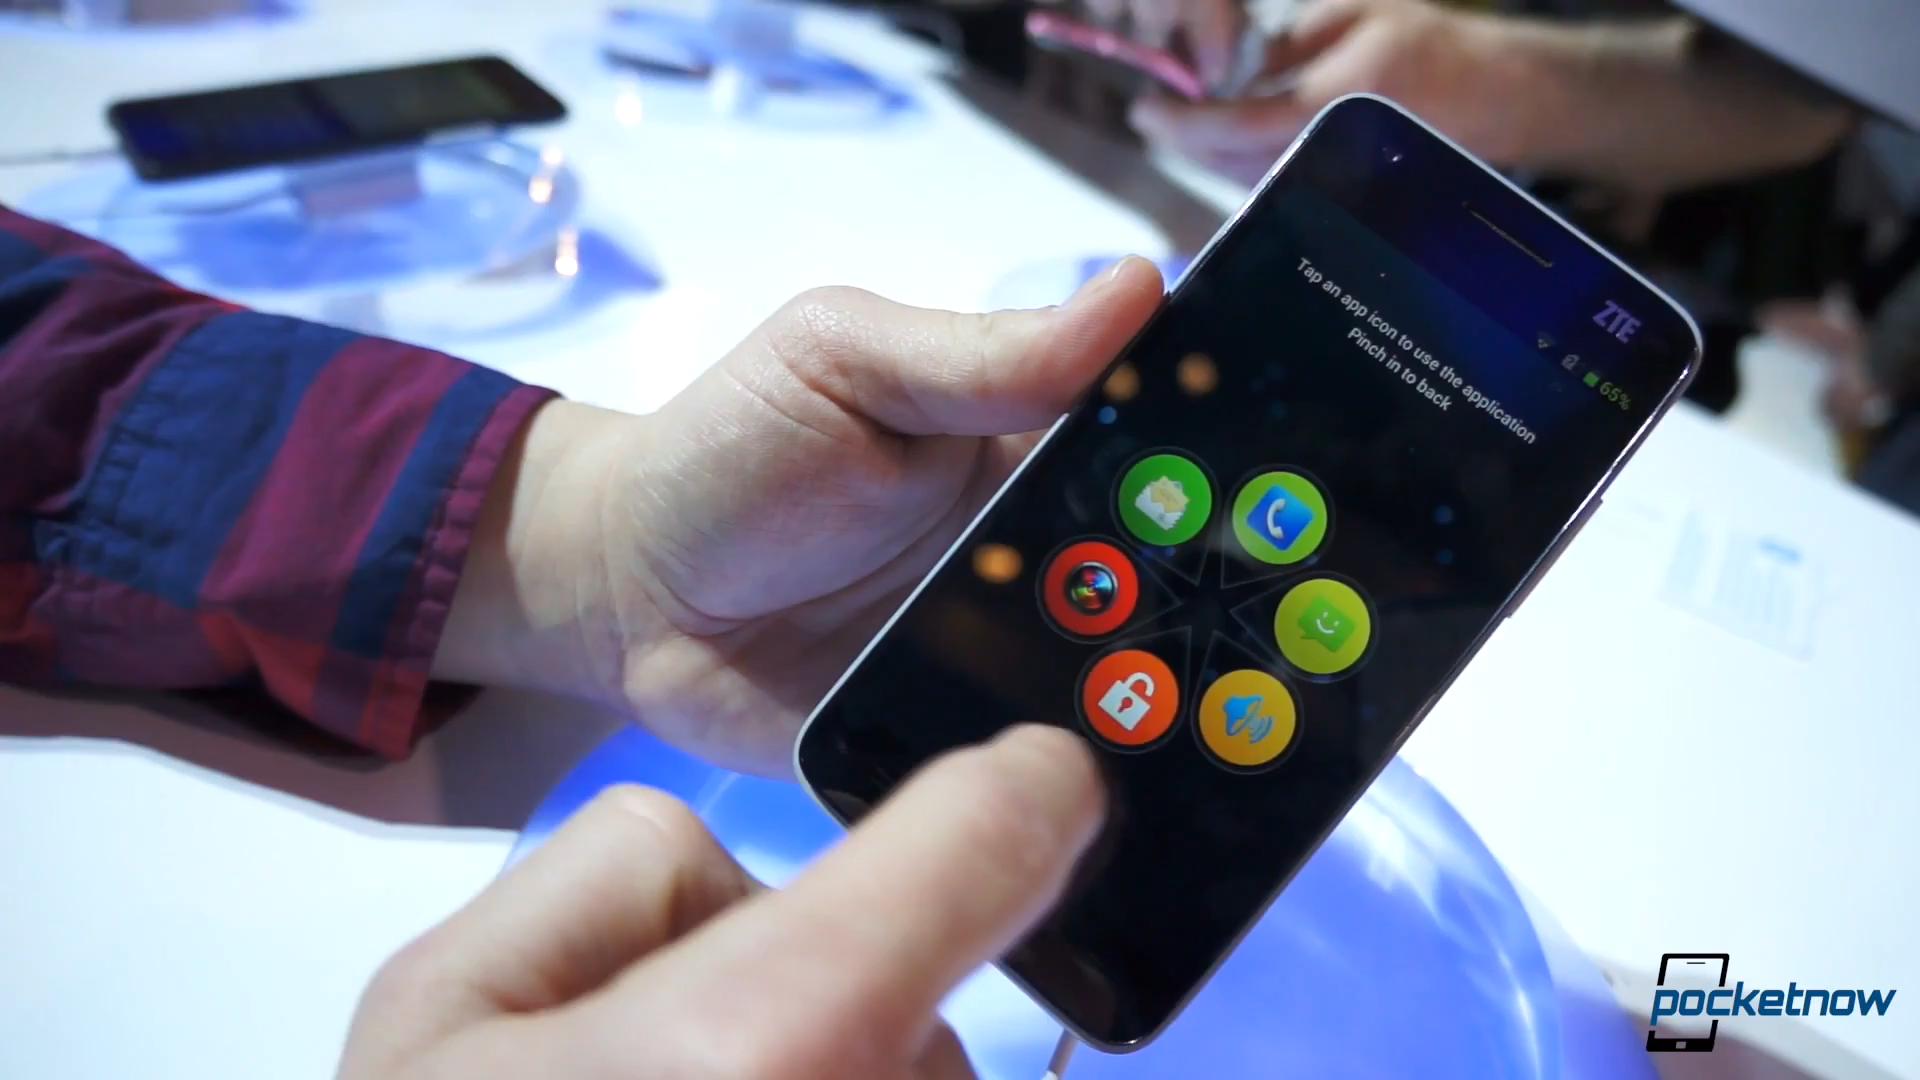 ZTE
65%
Tap an app icon to use the application
Pinch in to back
pocketnow